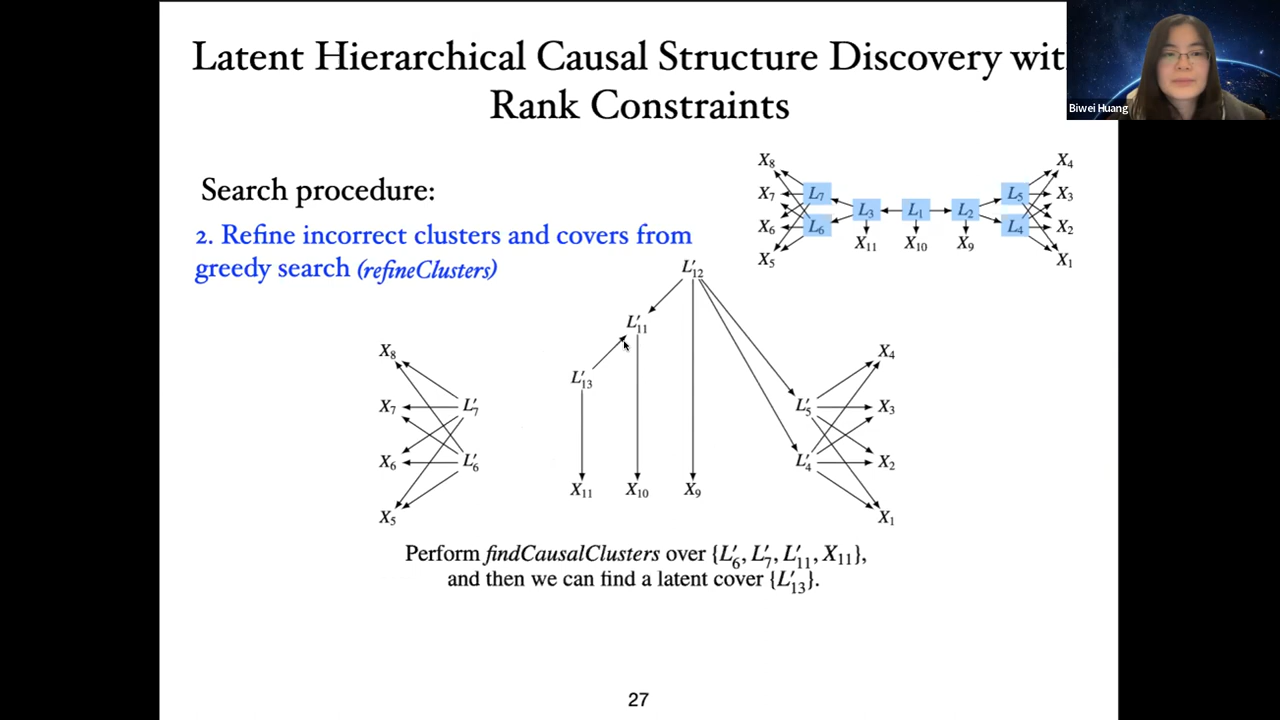 Latent Hierarchical Causal Structure Discovery wit
Rank Constraints
Biwei Huang
Search procedure:
2. Refine incorrect clusters and covers from
greedy search (refineClusters)
X8 X4
X7 L7 L5 X3
L3 L1 L2
X6 L6 L4 X2
X11 X10 X9
X5 X1
L′12
L′11
X8 X4
L′13
X7 L′7 L′5 X3
X6 L′6 L′4 X2
X11 X10 X9
X5 X1
Perform findCausalClusters over {L′6, L′7, L′11, X11},
and then we can find a latent cover {L′13}.
27